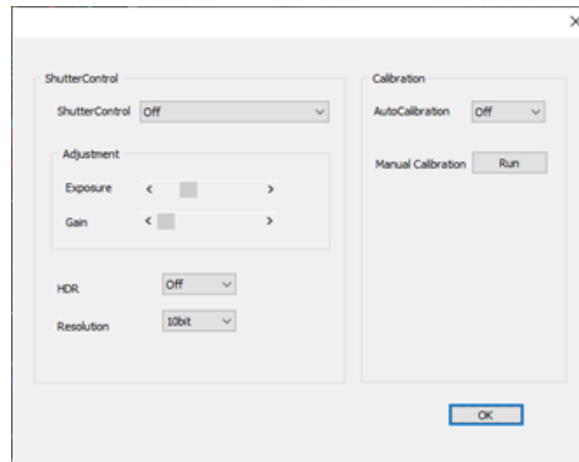 ShutterControl
ShutterControl Off
Adjustment
Exposure
Gain
HDR Off
Resolution 10bit
Calibration
AutoCalibration Off
Manual Calibration Run
OK